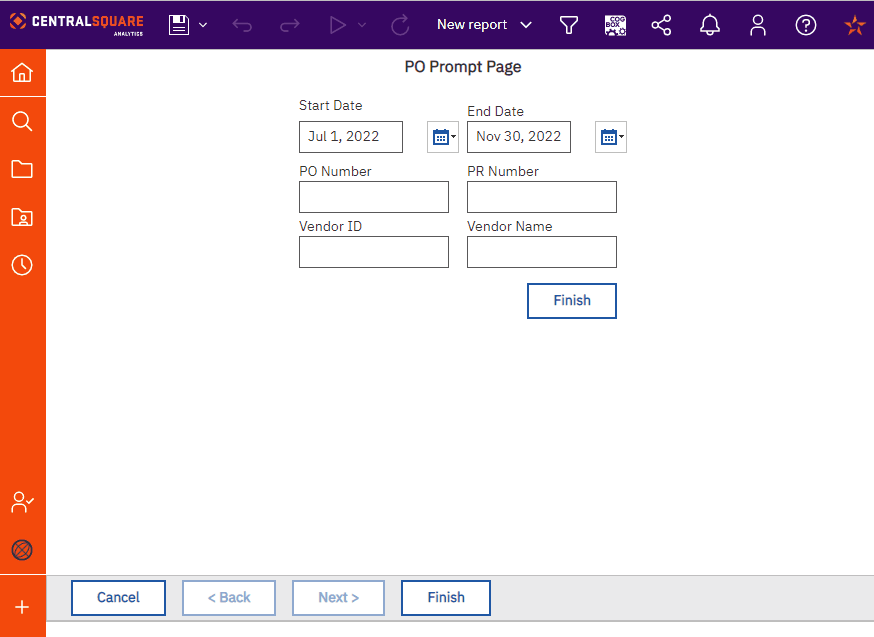 CENTRALSQUARE
ANALYTICS
New report
COG
BOX
PO Prompt Page
Start Date
End Date
Jul 1, 2022
Nov 30, 2022
PO Number
PR Number
Vendor ID
Vendor Name
Finish
Cancel
< Back
Next >
Finish